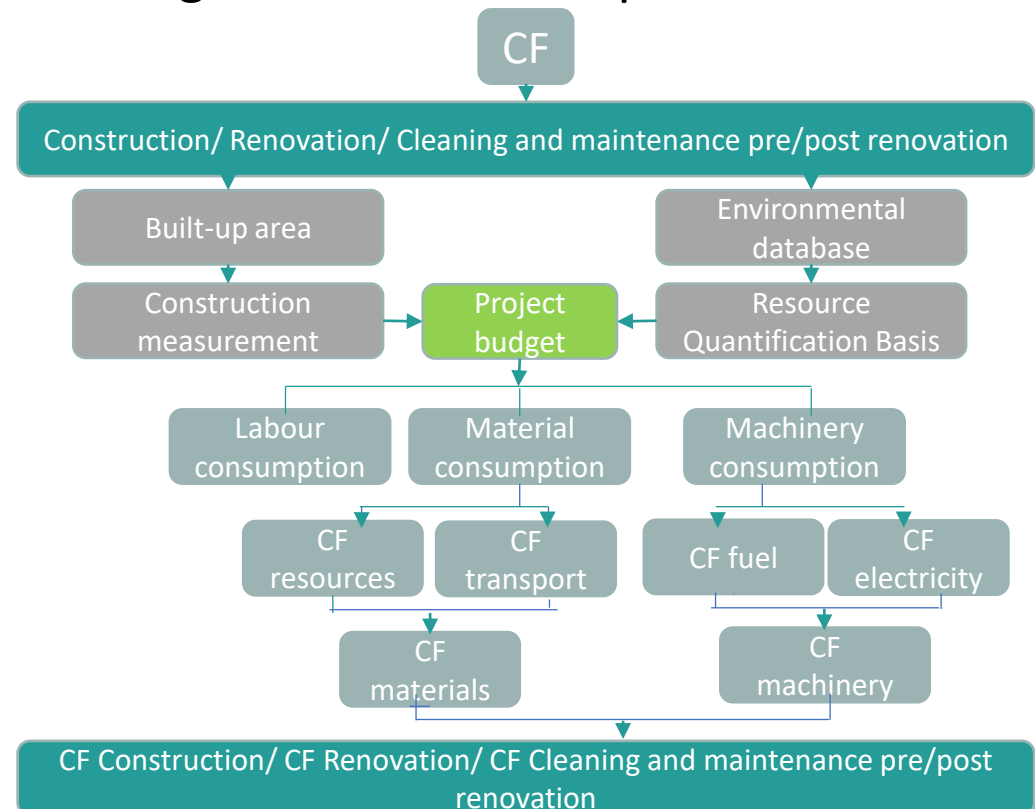 CF
Construction/ Renovation/ Cleaning and maintenance pre/post renovation
Built-up area
Environmental
database
Construction
measurement
Project
budget
Resource
Quantification Basis
Labour
consumption
Material
consumption
Machinery
consumption
CF
resources
CF
transport
CF fuel
CF
electricity
CF
materials
CF
machinery
CF Construction/ CF Renovation/ CF Cleaning and maintenance pre/post
renovation